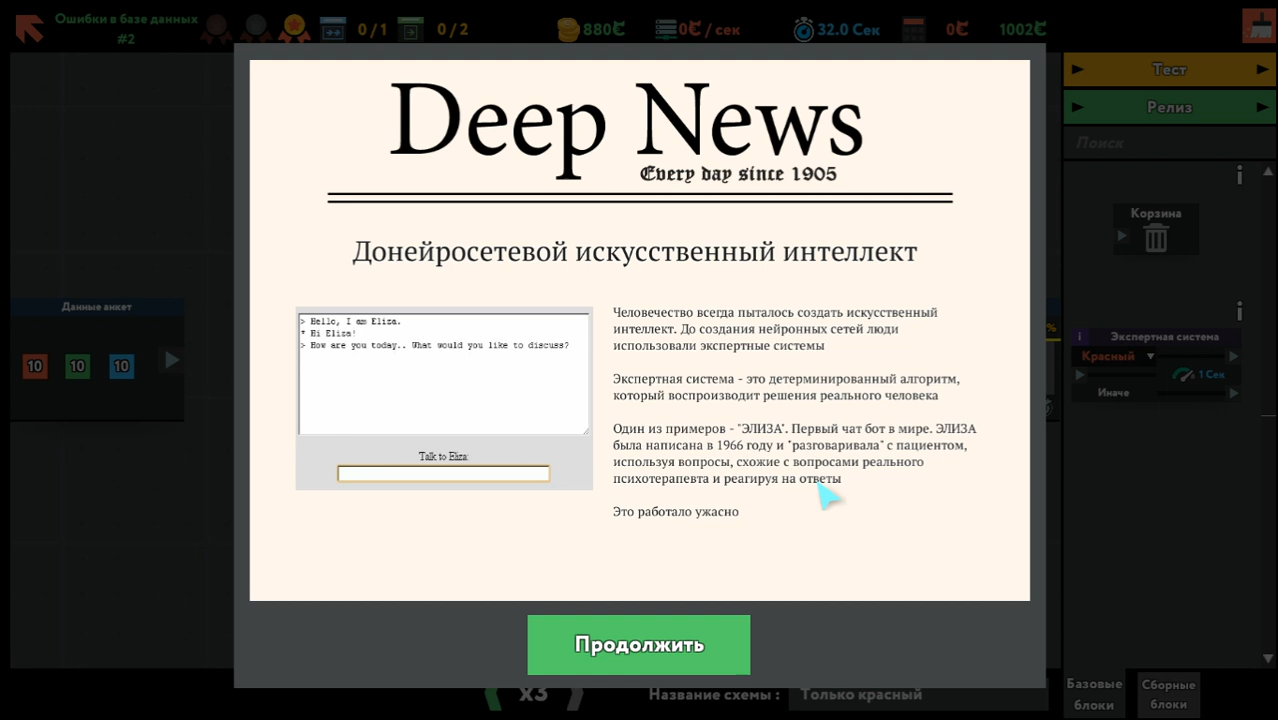 Ошибки в базе данных
#2
0 / 1
0 / 2
880₠
0₠ / сек
32.0 Сек
0₠
1002₠
Тест
Релиз
Поиск
Корзина
Данные анкет
10
10
10
%
Экспертная система
Красный
1 Сек
Иначе
Deep News
Every day since 1905
Донейросетевой искусственный интеллект
> Hello, I am Eliza.
* Hi Eliza!
> How are you today.. What would you like to discuss?
Talk to Eliza:
Человечество всегда пыталось создать искусственный
интеллект. До создания нейронных сетей люди
использовали экспертные системы
Экспертная система - это детерминированный алгоритм,
который воспроизводит решения реального человека
Один из примеров - "ЭЛИЗА". Первый чат бот в мире. ЭЛИЗА
была написана в 1966 году и "разговаривала" с пациентом,
используя вопросы, схожие с вопросами реального
психотерапевта и реагируя на ответы
Это работало ужасно
Продолжить
x3
Название схемы :
Только красный
Базовые
блоки
Сборные
блоки